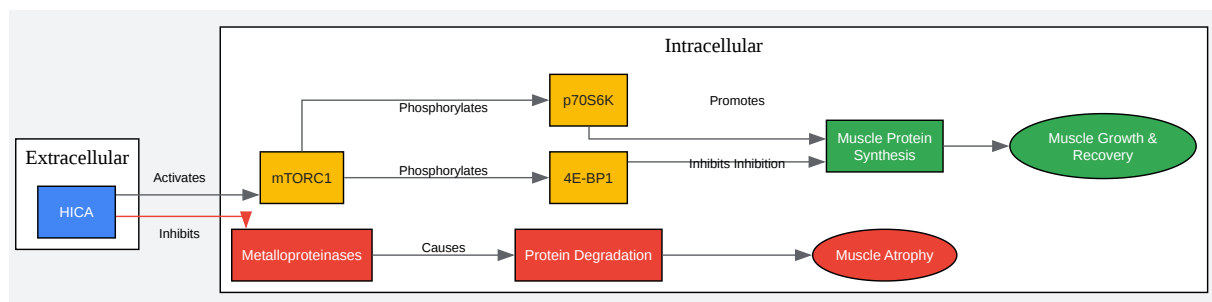 Intracellular
Extracellular
HICA
Activates
Inhibits
mTORC1
Phosphorylates
Phosphorylates
p70S6K
4E-BP1
Promotes
Inhibits Inhibition
Muscle Protein
Synthesis
Muscle Growth &
Recovery
Metalloproteinases
Causes
Protein Degradation
Muscle Atrophy